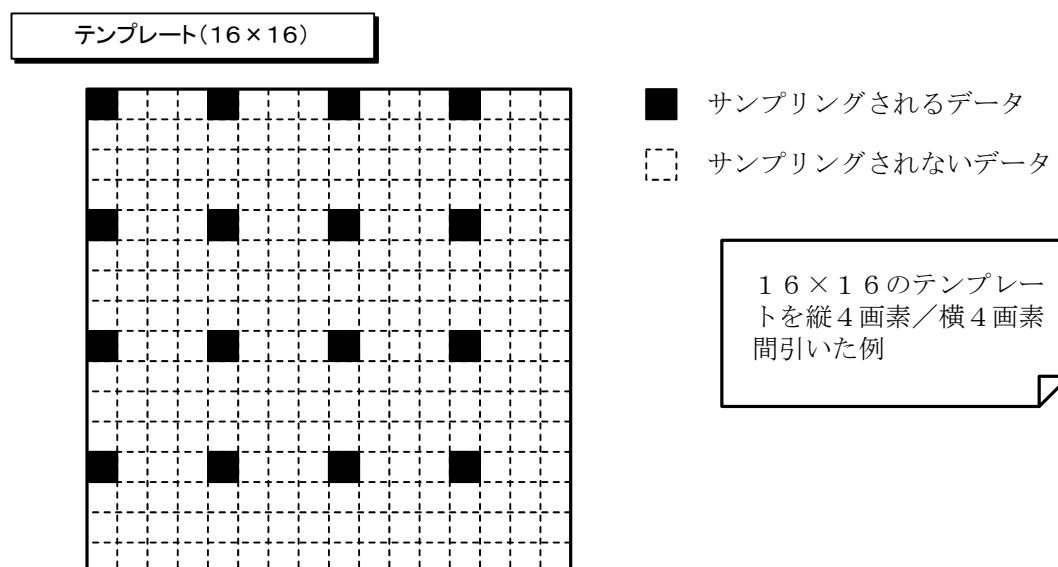 テンプレート（１６×１６）
サンプリングされるデータ
サンプリングされないデータ
１６×１６のテンプレー
トを縦４画素／横４画素
間引いた例